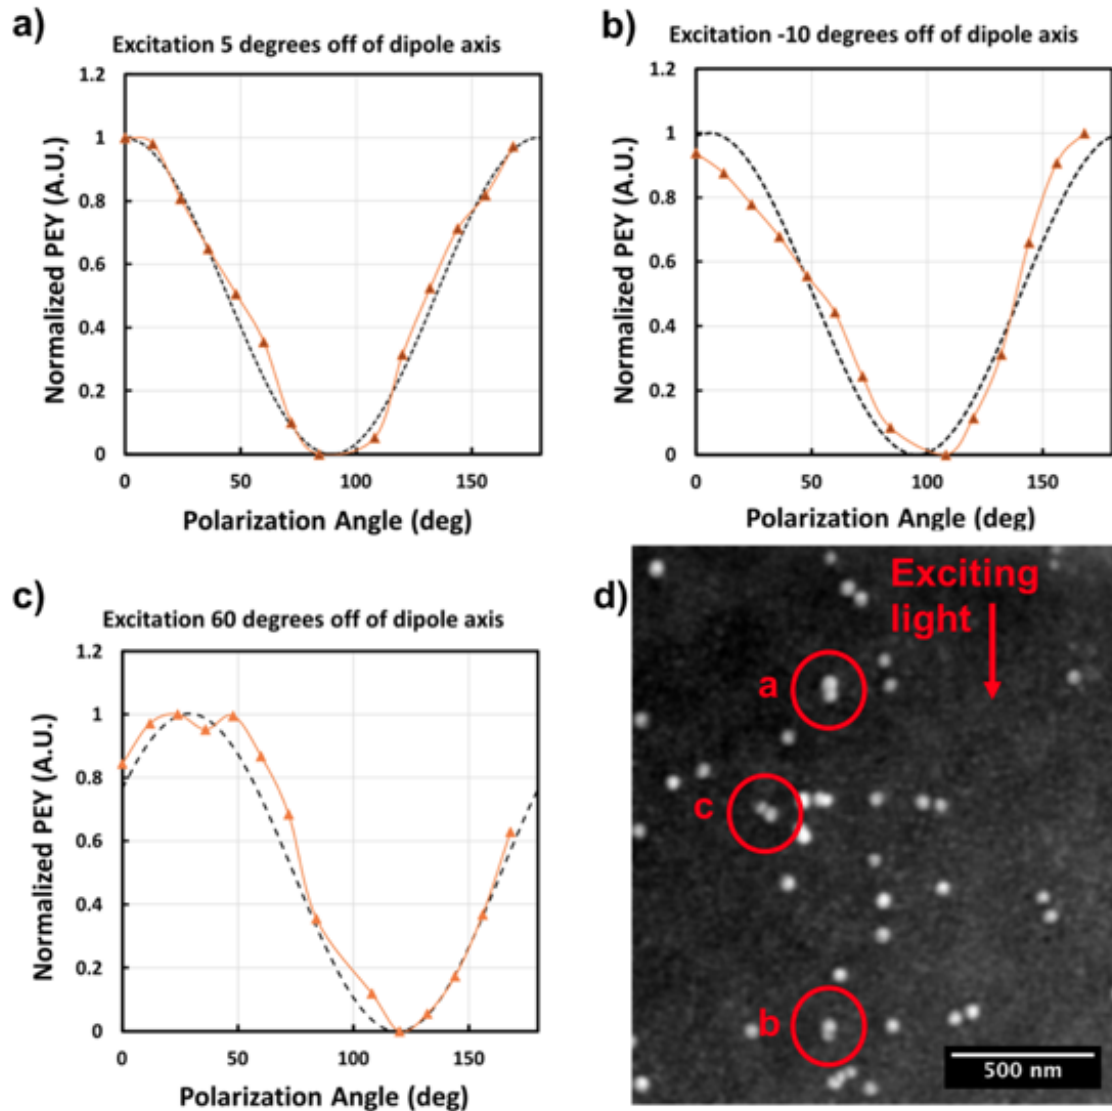 a)
Excitation 5 degrees off of dipole axis
1.2
1
0.8
0.6
0.4
0.2
0
0 50 100 150
Normalized PEY (A.U.)
Polarization Angle (deg)
b)
Excitation -10 degrees off of dipole axis
1.2
1
0.8
0.6
0.4
0.2
0
0 50 100 150
Normalized PEY (A.U.)
Polarization Angle (deg)
c)
Excitation 60 degrees off of dipole axis
1.2
1
0.8
0.6
0.4
0.2
0
0 50 100 150
Normalized PEY (A.U.)
Polarization Angle (deg)
d)
Exciting
light
a
c
b
500 nm